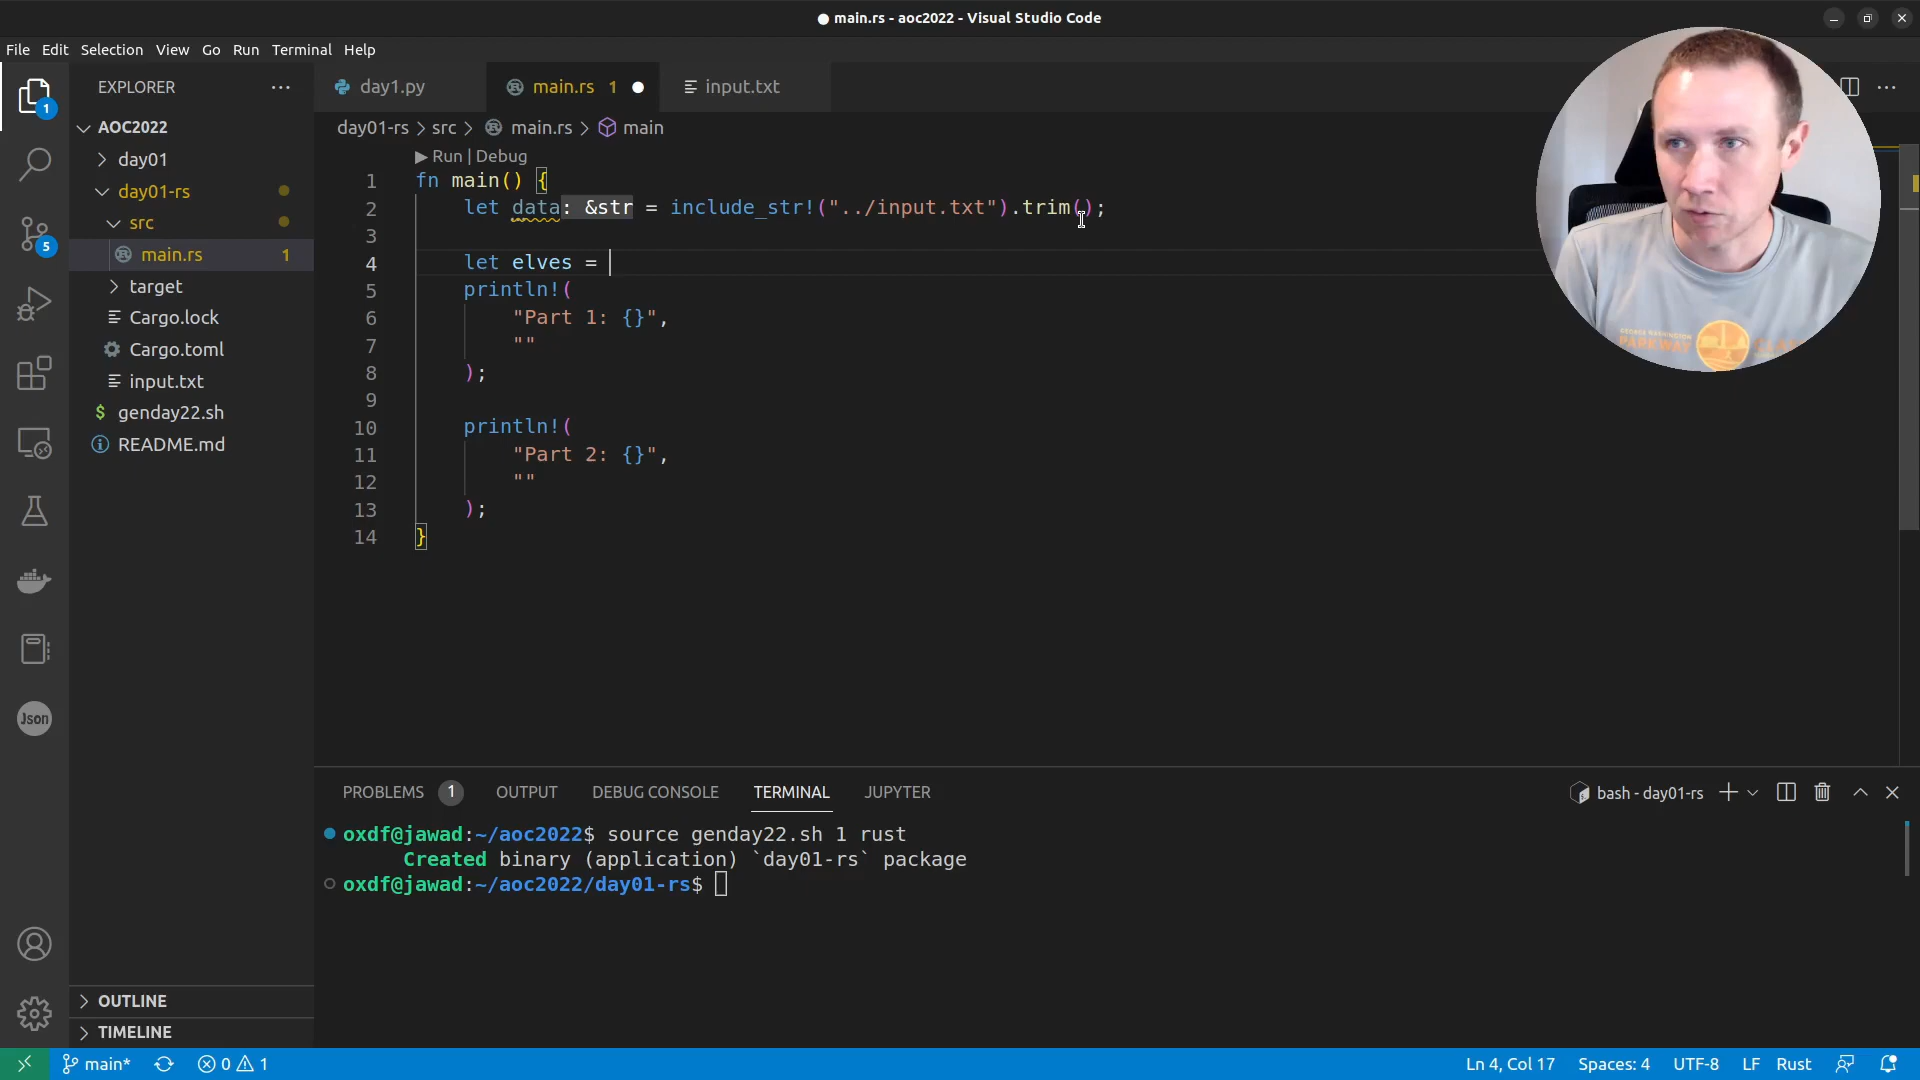 main.rs - aoc2022 - Visual Studio Code
File Edit Selection View Go Run Terminal Help
EXPLORER
AOC2022
day01
day01-rs
src
main.rs 1
target
Cargo.lock
Cargo.toml
input.txt
genday22.sh
README.md
OUTLINE
TIMELINE
1
5
Json
day1.py main.rs 1 input.txt
day01-rs > src > main.rs > main
Run | Debug
1 fn main() {
2 let data: &str = include_str!("../input.txt").trim();
3
4 let elves =
5 println!(
6 "Part 1: {}",
7 ""
8 );
9
10 println!(
11 "Part 2: {}",
12 ""
13 );
14 }
GEORGE WASHINGTON
PARKWAY
PROBLEMS 1 OUTPUT DEBUG CONSOLE TERMINAL JUPYTER bash - day01-rs
oxdf@jawad:~/aoc2022$ source genday22.sh 1 rust
Created binary (application) `day01-rs` package
oxdf@jawad:~/aoc2022/day01-rs$
main* 0 1 Ln 4, Col 17 Spaces: 4 UTF-8 LF Rust